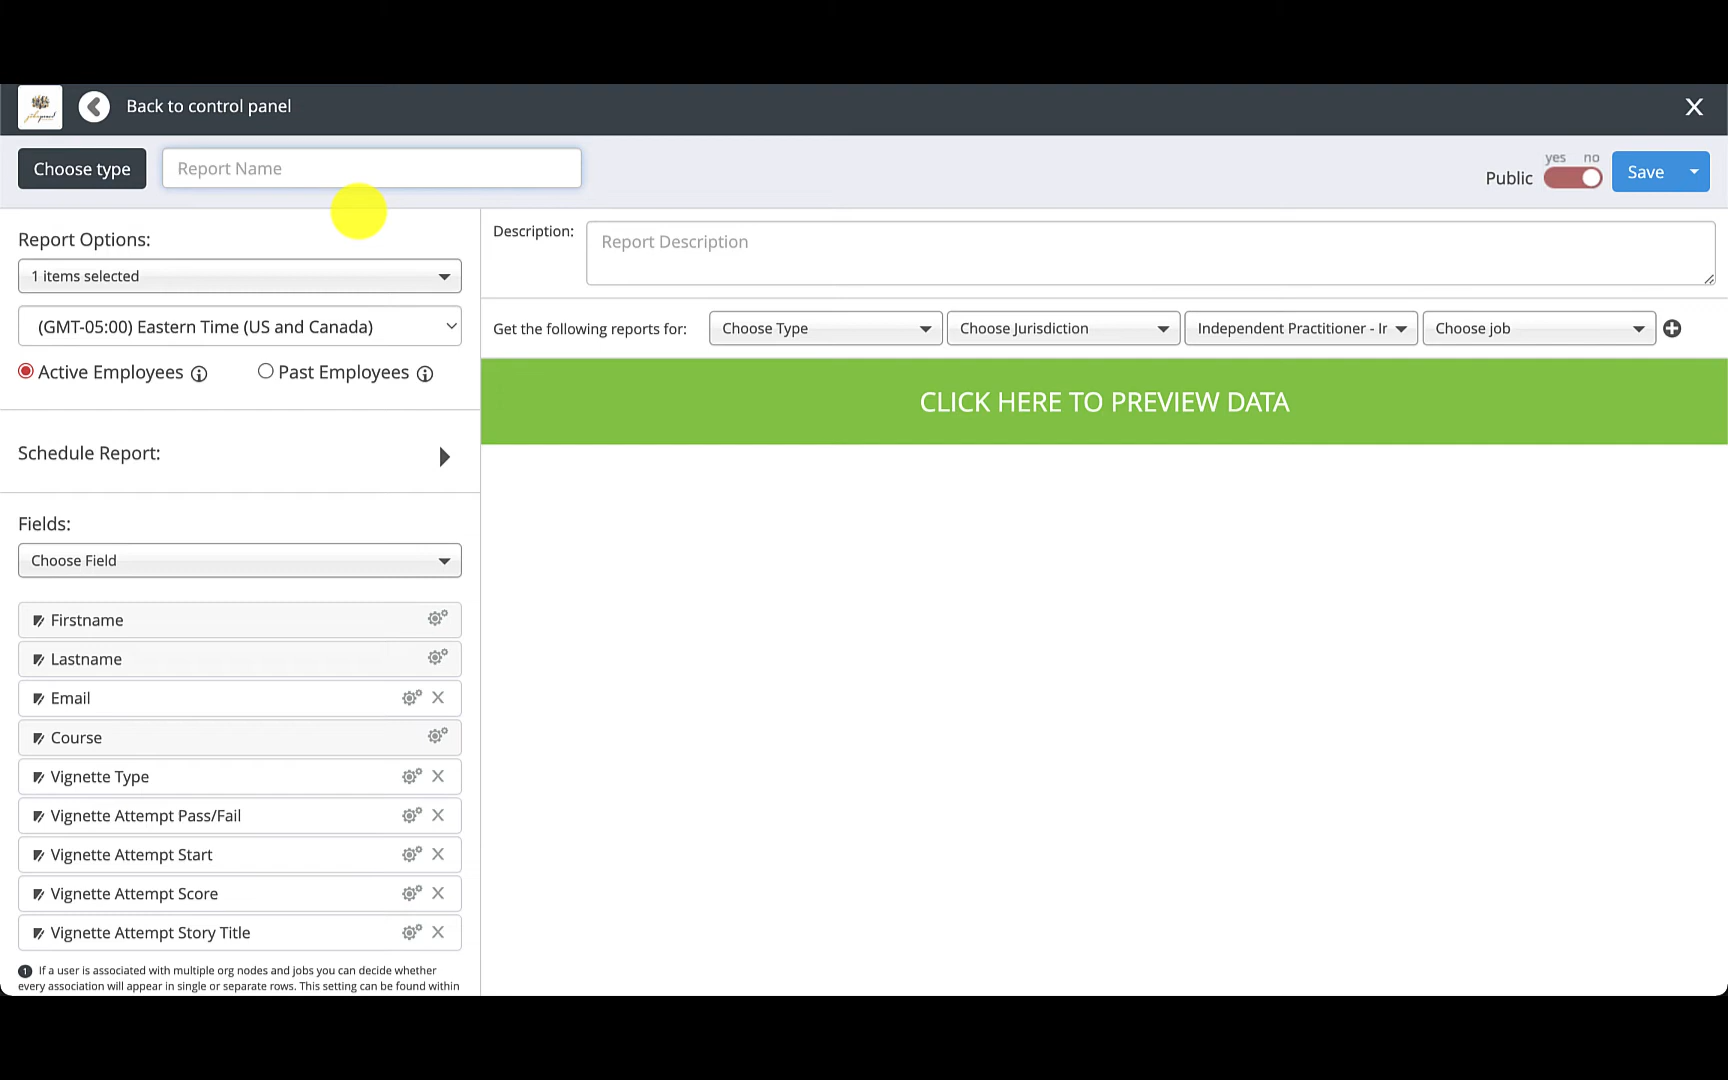 Back to control panel
X
Choose type
Report Name
Public
yes no
Save
Report Options:
1 items selected
(GMT-05:00) Eastern Time (US and Canada)
Active Employees
Past Employees
Schedule Report:
Fields:
Choose Field
Firstname
Lastname
Email
Course
Vignette Type
Vignette Attempt Pass/Fail
Vignette Attempt Start
Vignette Attempt Score
Vignette Attempt Story Title
1 If a user is associated with multiple org nodes and jobs you can decide whether
every association will appear in single or separate rows. This setting can be found within
Description:
Report Description
Get the following reports for:
Choose Type
Choose Jurisdiction
Independent Practitioner - Ir
Choose job
CLICK HERE TO PREVIEW DATA